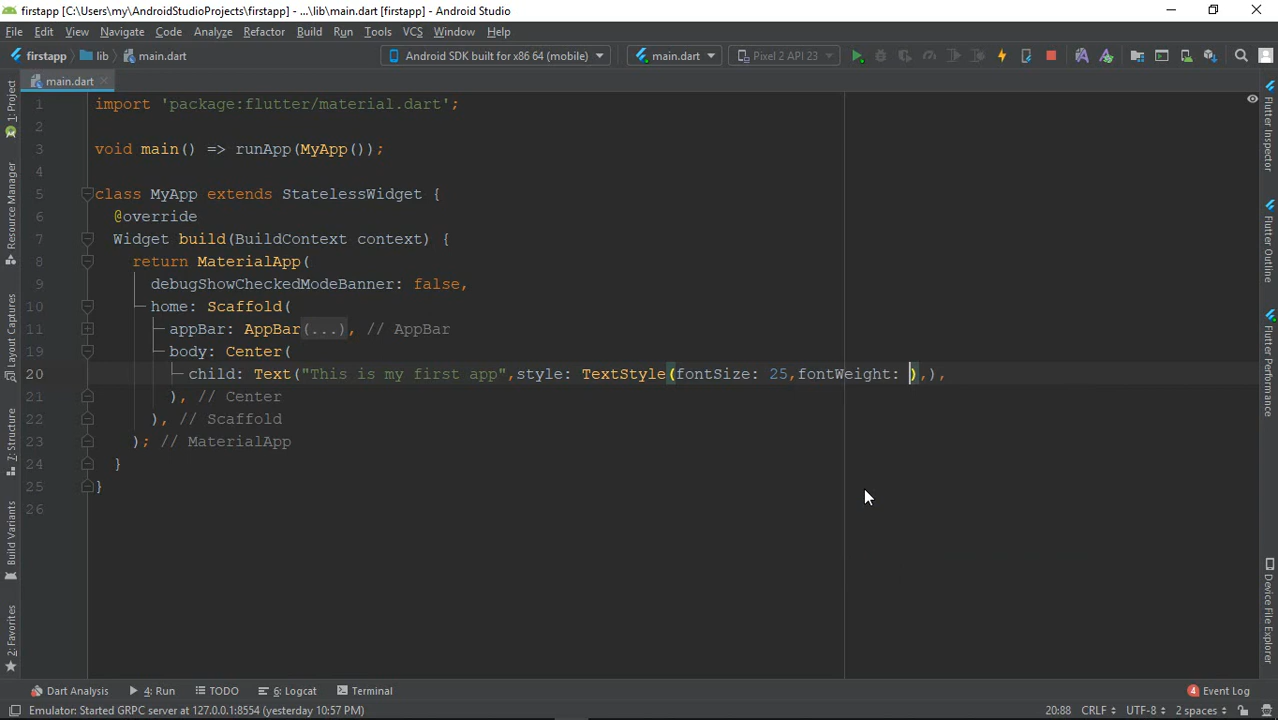 firstapp [C:\Users\my\AndroidStudioProjects\firstapp] - ...\lib\main.dart [firstapp] - Android Studio
File Edit View Navigate Code Analyze Refactor Build Run Tools VCS Window Help
firstapp lib main.dart Android SDK built for x86 64 (mobile) main.dart Pixel 2 API 23
main.dart
1 import 'package:flutter/material.dart';
2
3 void main() => runApp(MyApp());
4
5 class MyApp extends StatelessWidget {
6 @override
7 Widget build(BuildContext context) {
8 return MaterialApp(
9 debugShowCheckedModeBanner: false,
10 home: Scaffold(
11 appBar: AppBar(...), // AppBar
19 body: Center(
20 child: Text("This is my first app",style: TextStyle(fontSize: 25,fontWeight: ),),
21 ), // Center
22 ), // Scaffold
23 ); // MaterialApp
24 }
25 }
26
1: Project
Resource Manager
Layout Captures
7: Structure
Build Variants
2: Favorites
Flutter Inspector
Flutter Outline
Flutter Performance
Device File Explorer
Dart Analysis 4: Run TODO 6: Logcat Terminal 4 Event Log
Emulator: Started GRPC server at 127.0.0.1:8554 (yesterday 10:57 PM) 20:88 CRLF UTF-8 2 spaces